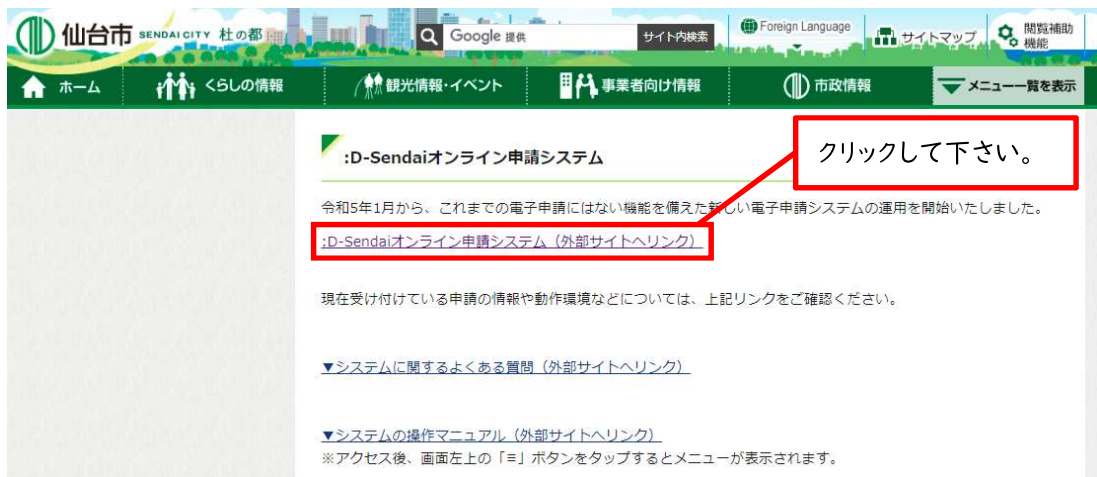 仙台市 SENDAI CITY 杜の都
Google 提供
サイト内検索
Foreign Language
サイトマップ
閲覧補助
機能
ホーム
くらしの情報
観光情報・イベント
事業者向け情報
市政情報
メニュー一覧を表示
:D-Sendaiオンライン申請システム
クリックして下さい。
令和5年1月から、これまでの電子申請にはない機能を備えた新しい電子申請システムの運用を開始いたしました。
:D-Sendaiオンライン申請システム（外部サイトへリンク）
現在受け付けている申請の情報や動作環境などについては、上記リンクをご確認ください。
▼システムに関するよくある質問（外部サイトへリンク）
▼システムの操作マニュアル（外部サイトへリンク）
※アクセス後、画面左上の「≡」ボタンをタップするとメニューが表示されます。